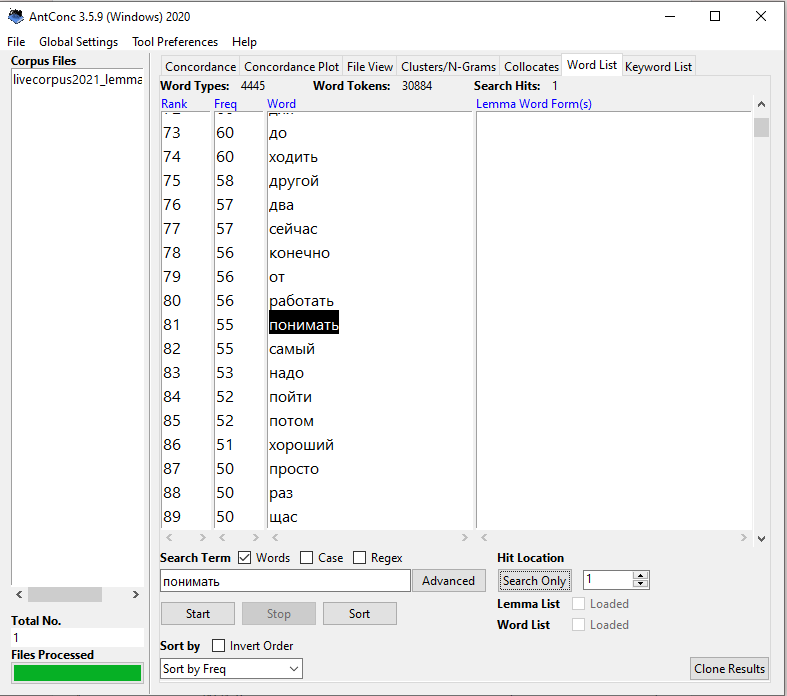 AntConc 3.5.9 (Windows) 2020
File Global Settings Tool Preferences Help
Corpus Files
livecorpus2021_lemma
Concordance Concordance Plot File View Clusters/N-Grams Collocates Word List Keyword List
Word Types: 4445 Word Tokens: 30884 Search Hits: 1
Rank Freq Word Lemma Word Form(s)
73 60 до
74 60 ходить
75 58 другой
76 57 два
77 57 сейчас
78 56 конечно
79 56 от
80 56 работать
81 55 понимать
82 55 самый
83 53 надо
84 52 пойти
85 52 потом
86 51 хороший
87 50 просто
88 50 раз
89 50 щас
Search Term Words Case Regex Hit Location
понимать Advanced Search Only 1
Start Stop Sort Lemma List Loaded
Word List Loaded
Sort by Invert Order
Sort by Freq Clone Results
Total No.
1
Files Processed